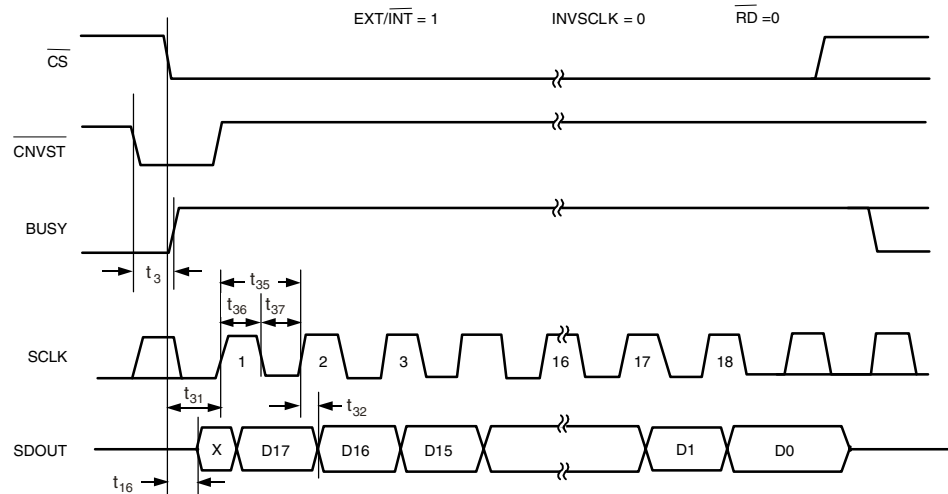 EXT/INT = 1 INVSCLK = 0 RD =0
CS
CNVST
BUSY
t3
t35
t36 t37
SCLK 1 2 3 16 17 18
t31
t32
SDOUT X D17 D16 D15 D1 D0
t16